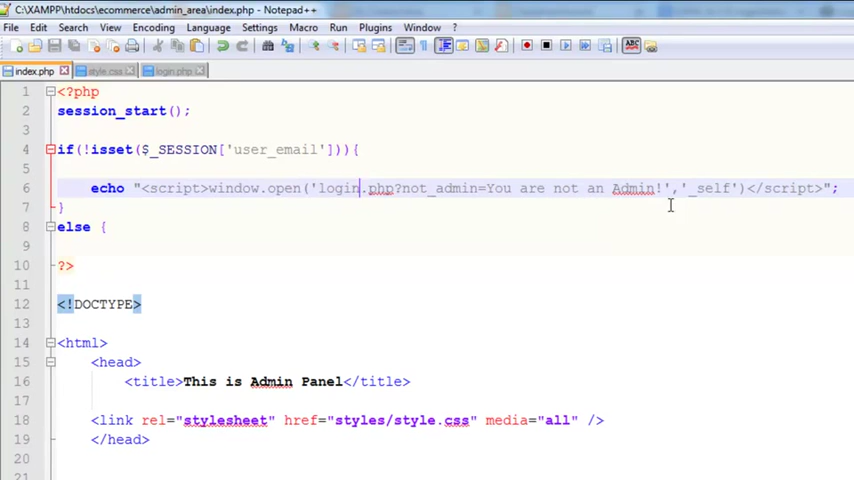 C:\XAMPP\htdocs\ecommerce\admin_area\index.php - Notepad++
File Edit Search View Encoding Language Settings Macro Run Plugins Window ?
index.php style.css login.php
1 <?php
2 session_start();
3
4 if(!isset($_SESSION['user_email'])){
5
6 echo "<script>window.open('login.php?not_admin=You are not an Admin!','_self')</script>";
7 }
8 else {
9
10 ?>
11
12 <!DOCTYPE>
13
14 <html>
15 <head>
16 <title>This is Admin Panel</title>
17
18 <link rel="stylesheet" href="styles/style.css" media="all" />
19 </head>
20
21